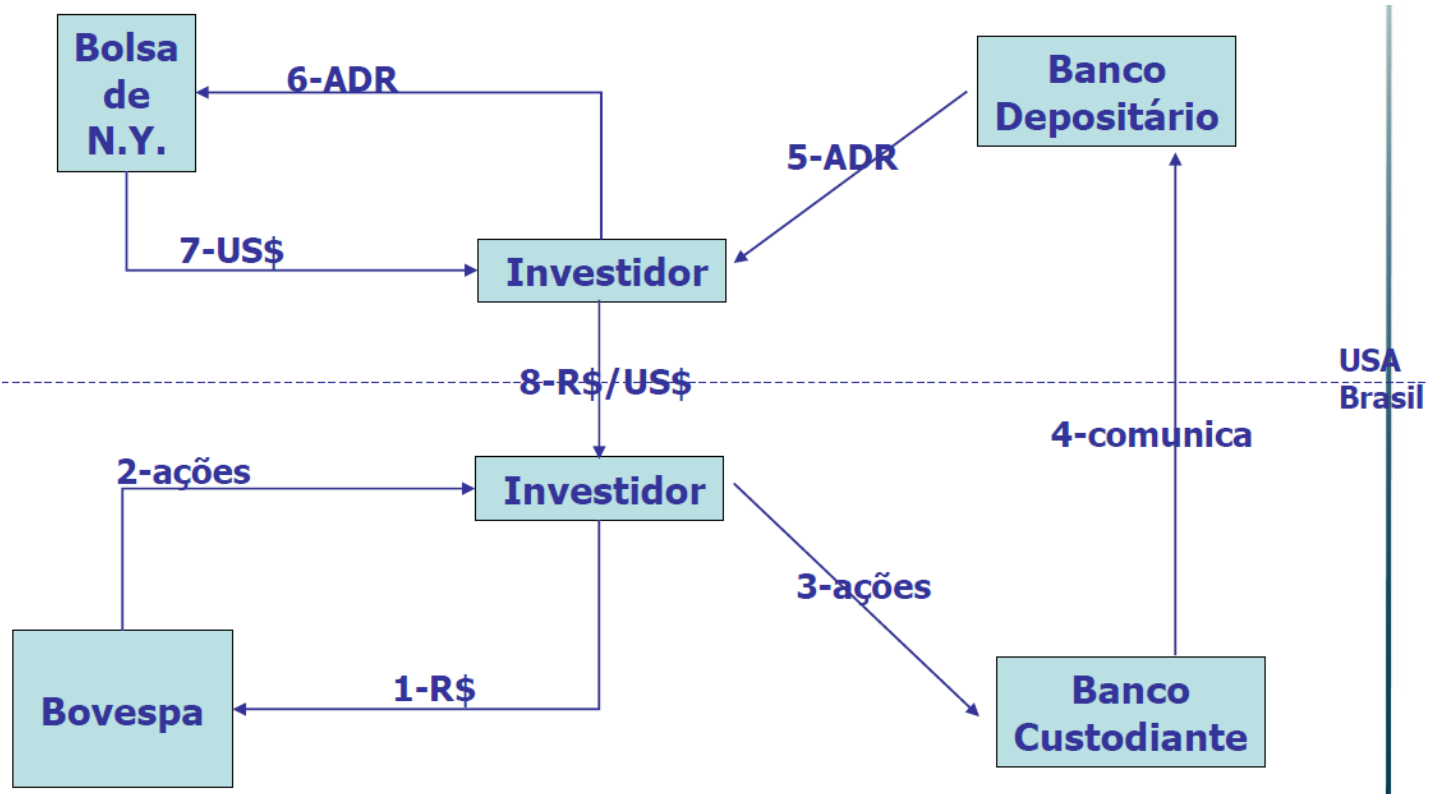 Bolsa
de
N.Y.
6-ADR
Banco
Depositário
5-ADR
7-US$
Investidor
8-R$/US$
USA
Brasil
4-comunica
2-ações
Investidor
3-ações
1-R$
Bovespa
Banco
Custodiante